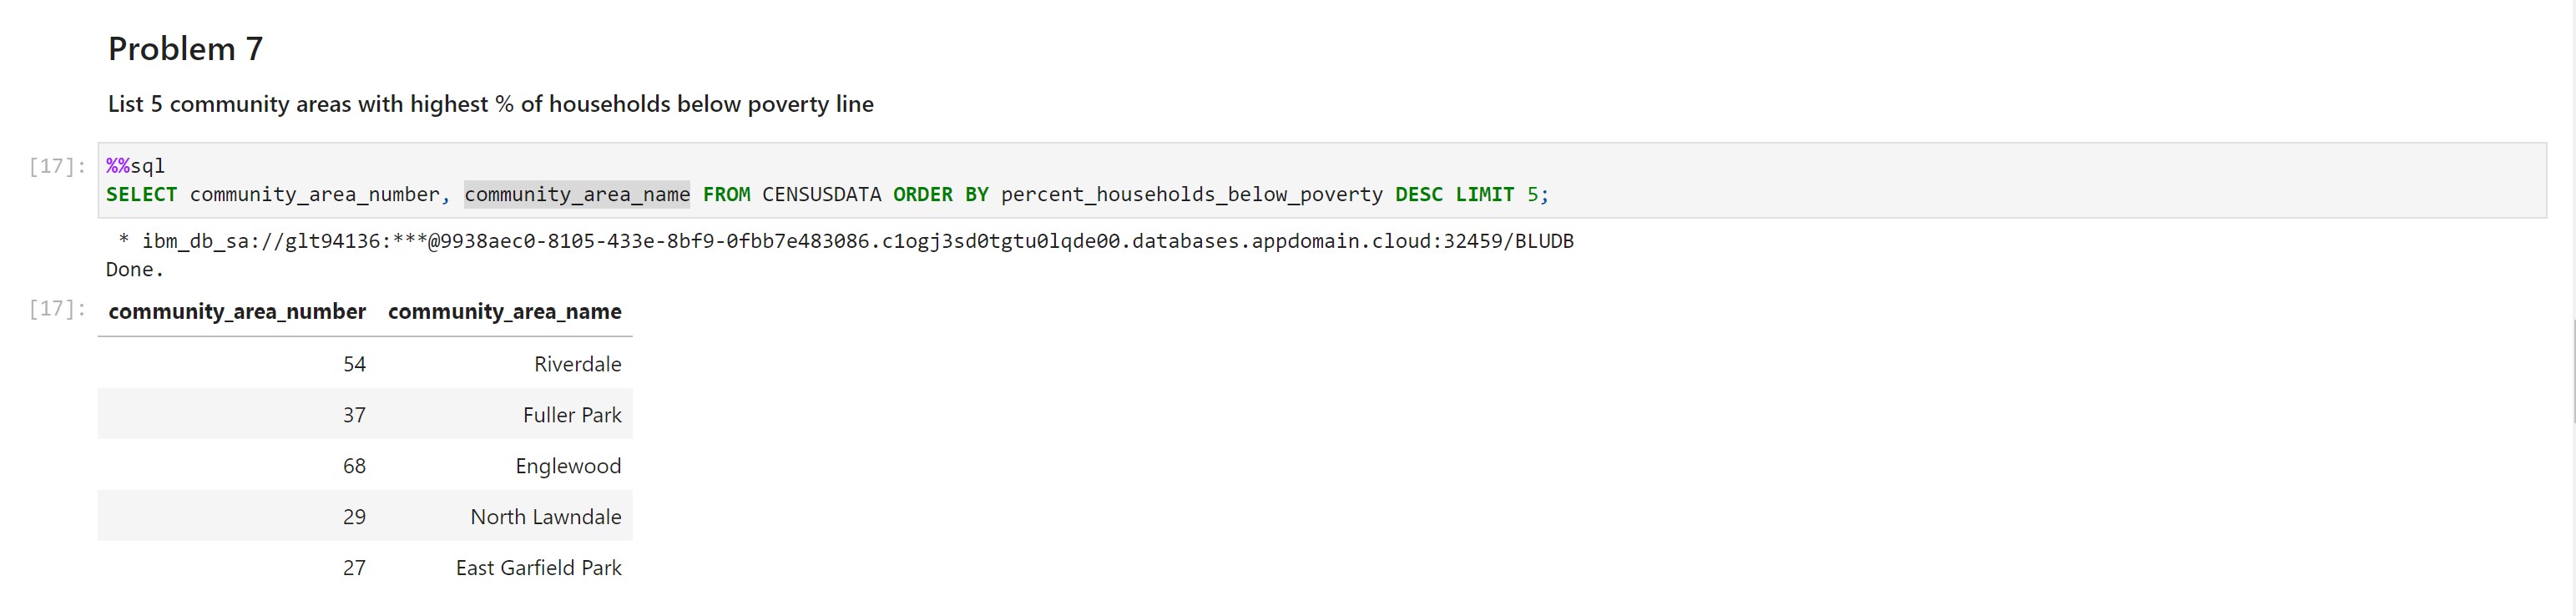 Problem 7
List 5 community areas with highest % of households below poverty line
[17]: %%sql
SELECT community_area_number, community_area_name FROM CENSUSDATA ORDER BY percent_households_below_poverty DESC LIMIT 5;
* ibm_db_sa://glt94136:***@9938aec0-8105-433e-8bf9-0fbb7e483086.c1ogj3sd0tgtu0lqde00.databases.appdomain.cloud:32459/BLUDB
Done.
[17]: community_area_number community_area_name
54 Riverdale
37 Fuller Park
68 Englewood
29 North Lawndale
27 East Garfield Park